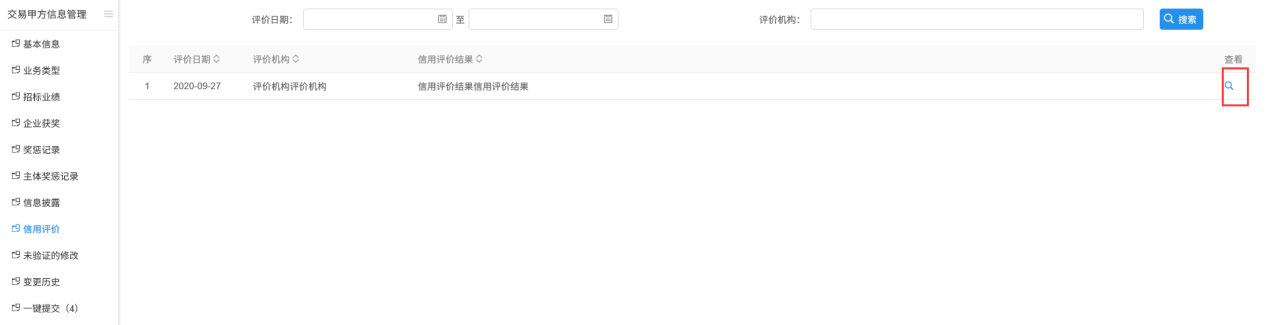 交易甲方信息管理
基本信息
业务类型
招标业绩
企业获奖
奖惩记录
主体奖惩记录
信息披露
信用评价
未验证的修改
变更历史
一键提交（4）
评价日期： 至 评价机构： 搜索
序 评价日期 评价机构 信用评价结果 查看
1 2020-09-27 评价机构评价机构 信用评价结果信用评价结果